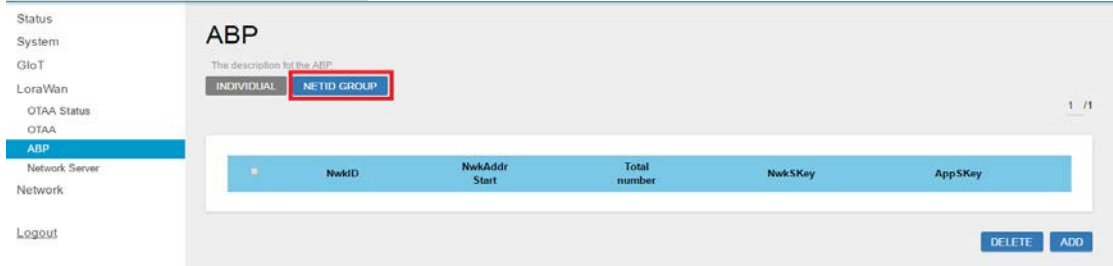 Status
System
GIoT
LoraWan
OTAA Status
OTAA
ABP
Network Server
Network
Logout
ABP
The description fot the ABP
INDIVIDUAL NETID GROUP
1 /1
NwkID NwkAddr Start Total number NwkSKey AppSKey
DELETE ADD